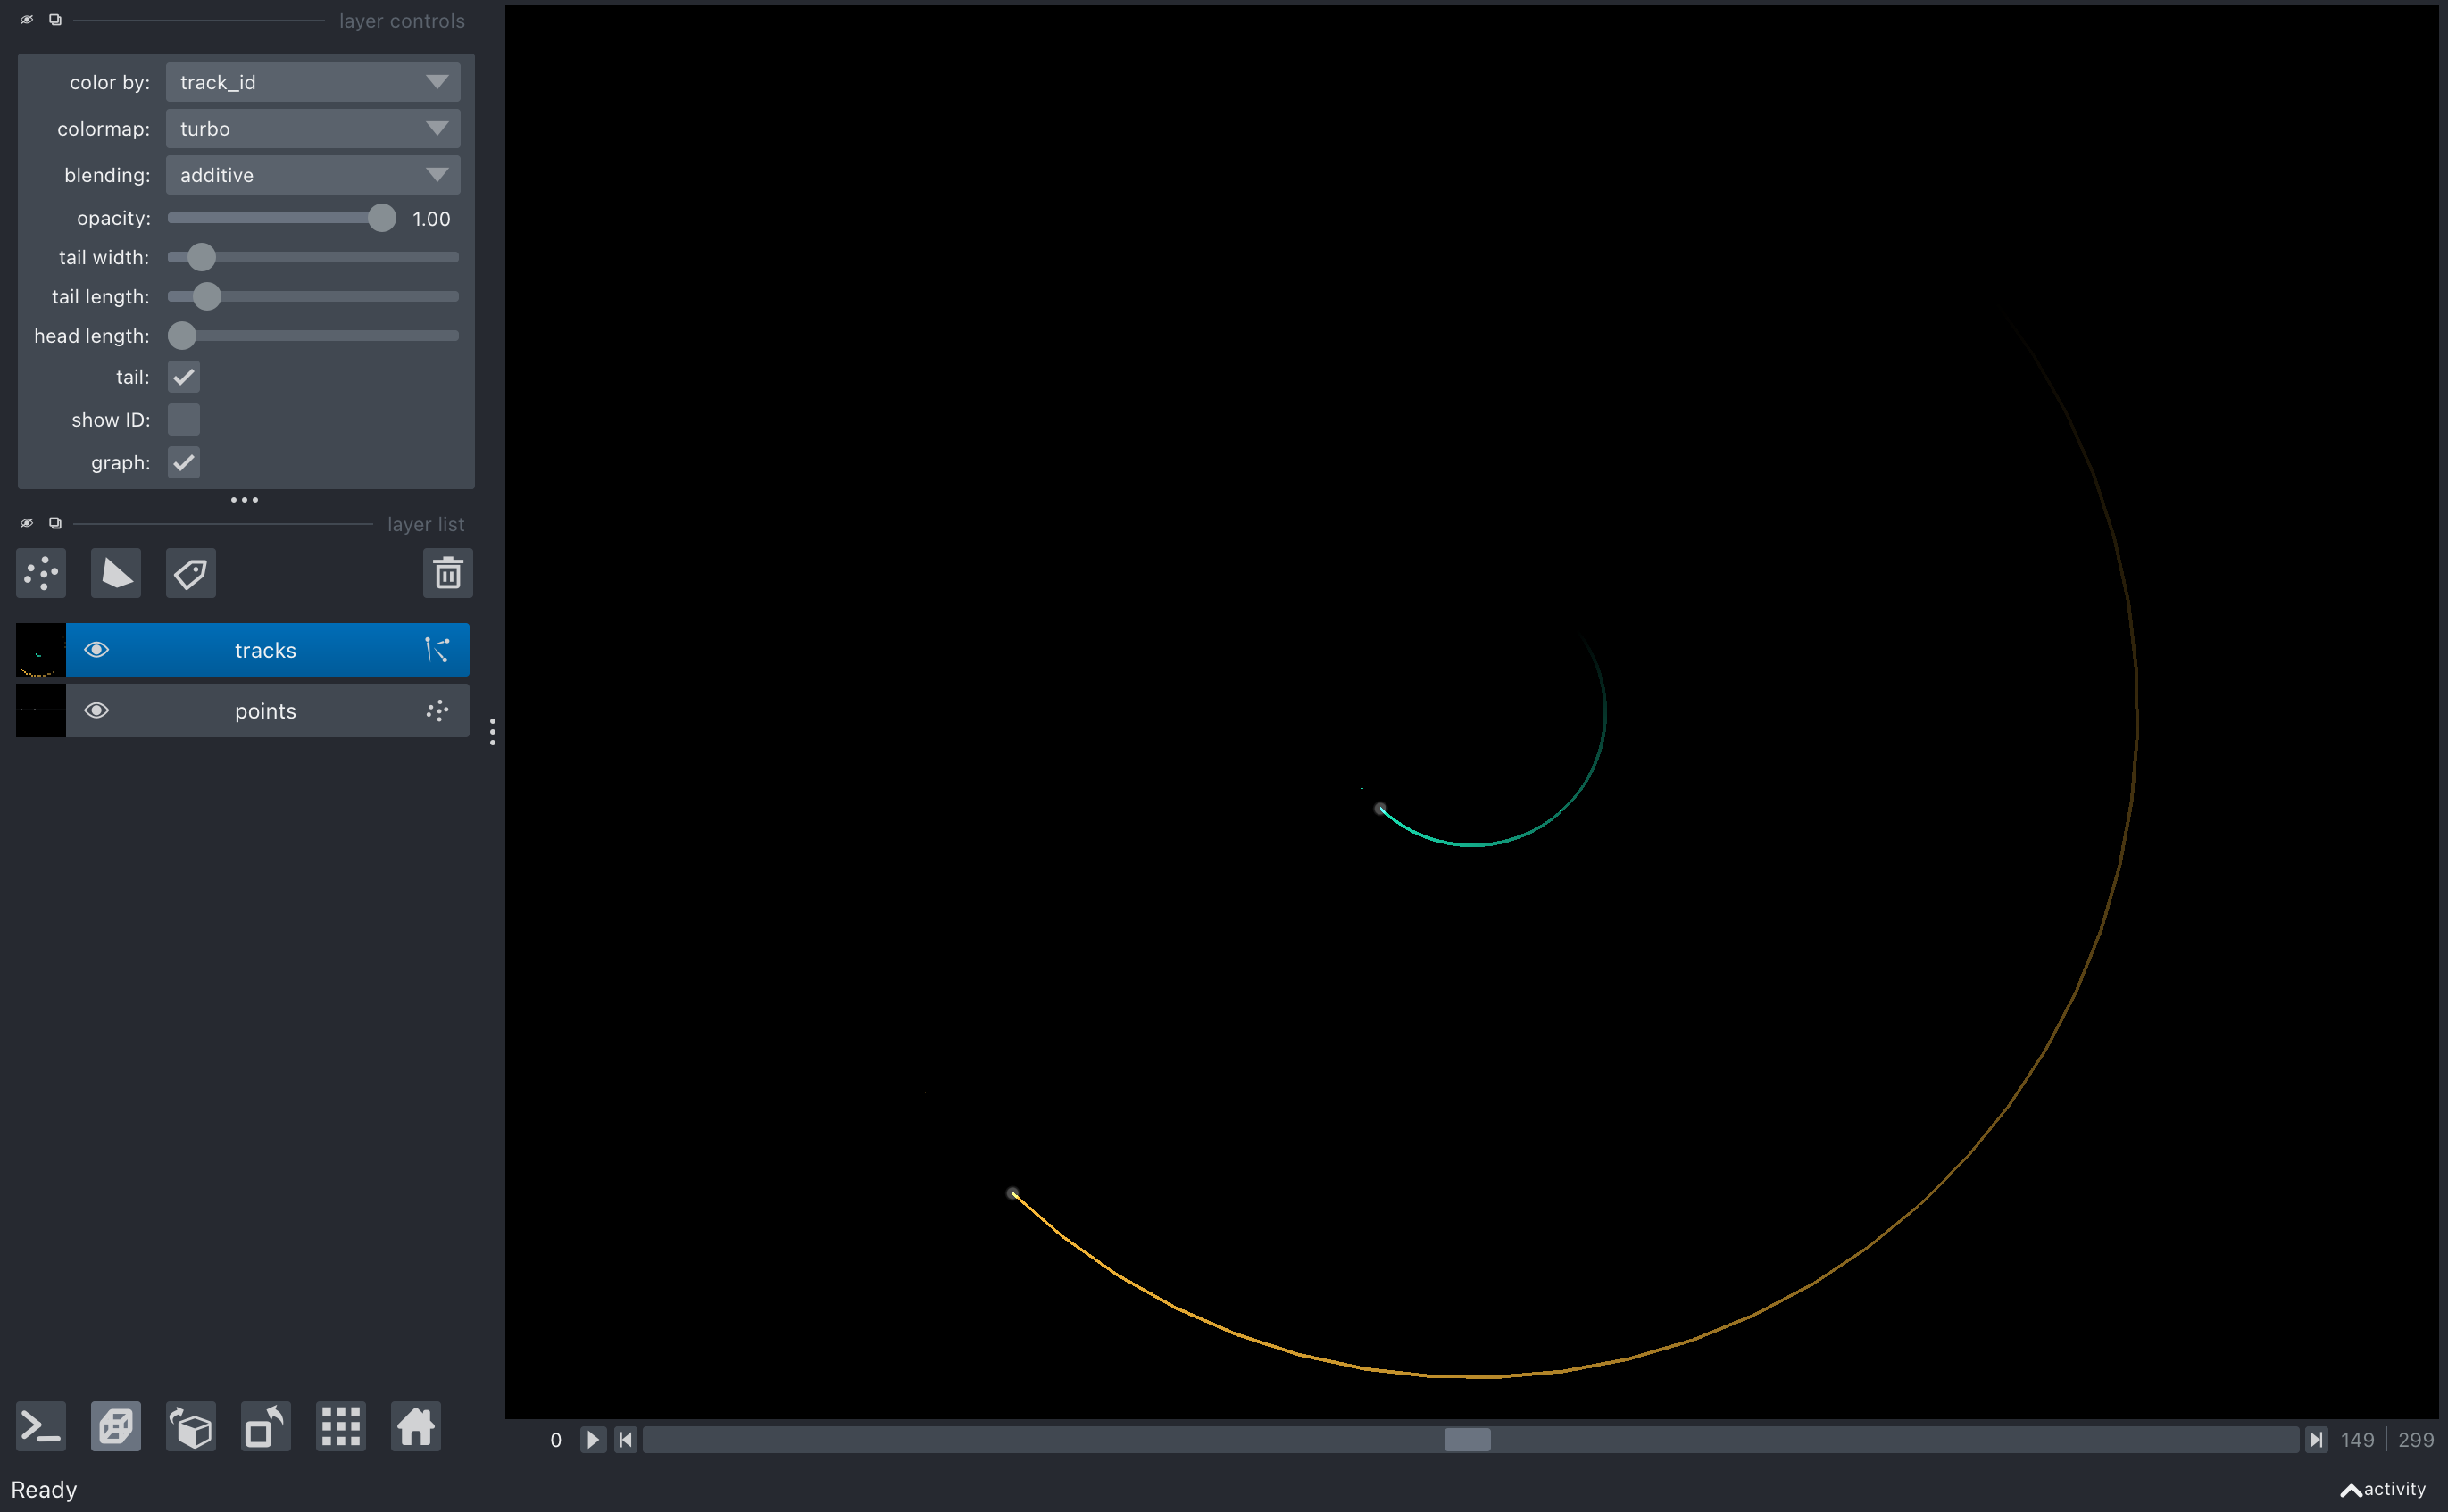 layer controls
color by: track_id
colormap: turbo
blending: additive
opacity: 1.00
tail width:
tail length:
head length:
tail:
show ID:
graph:
layer list
tracks
points
0 149 299
Ready activity